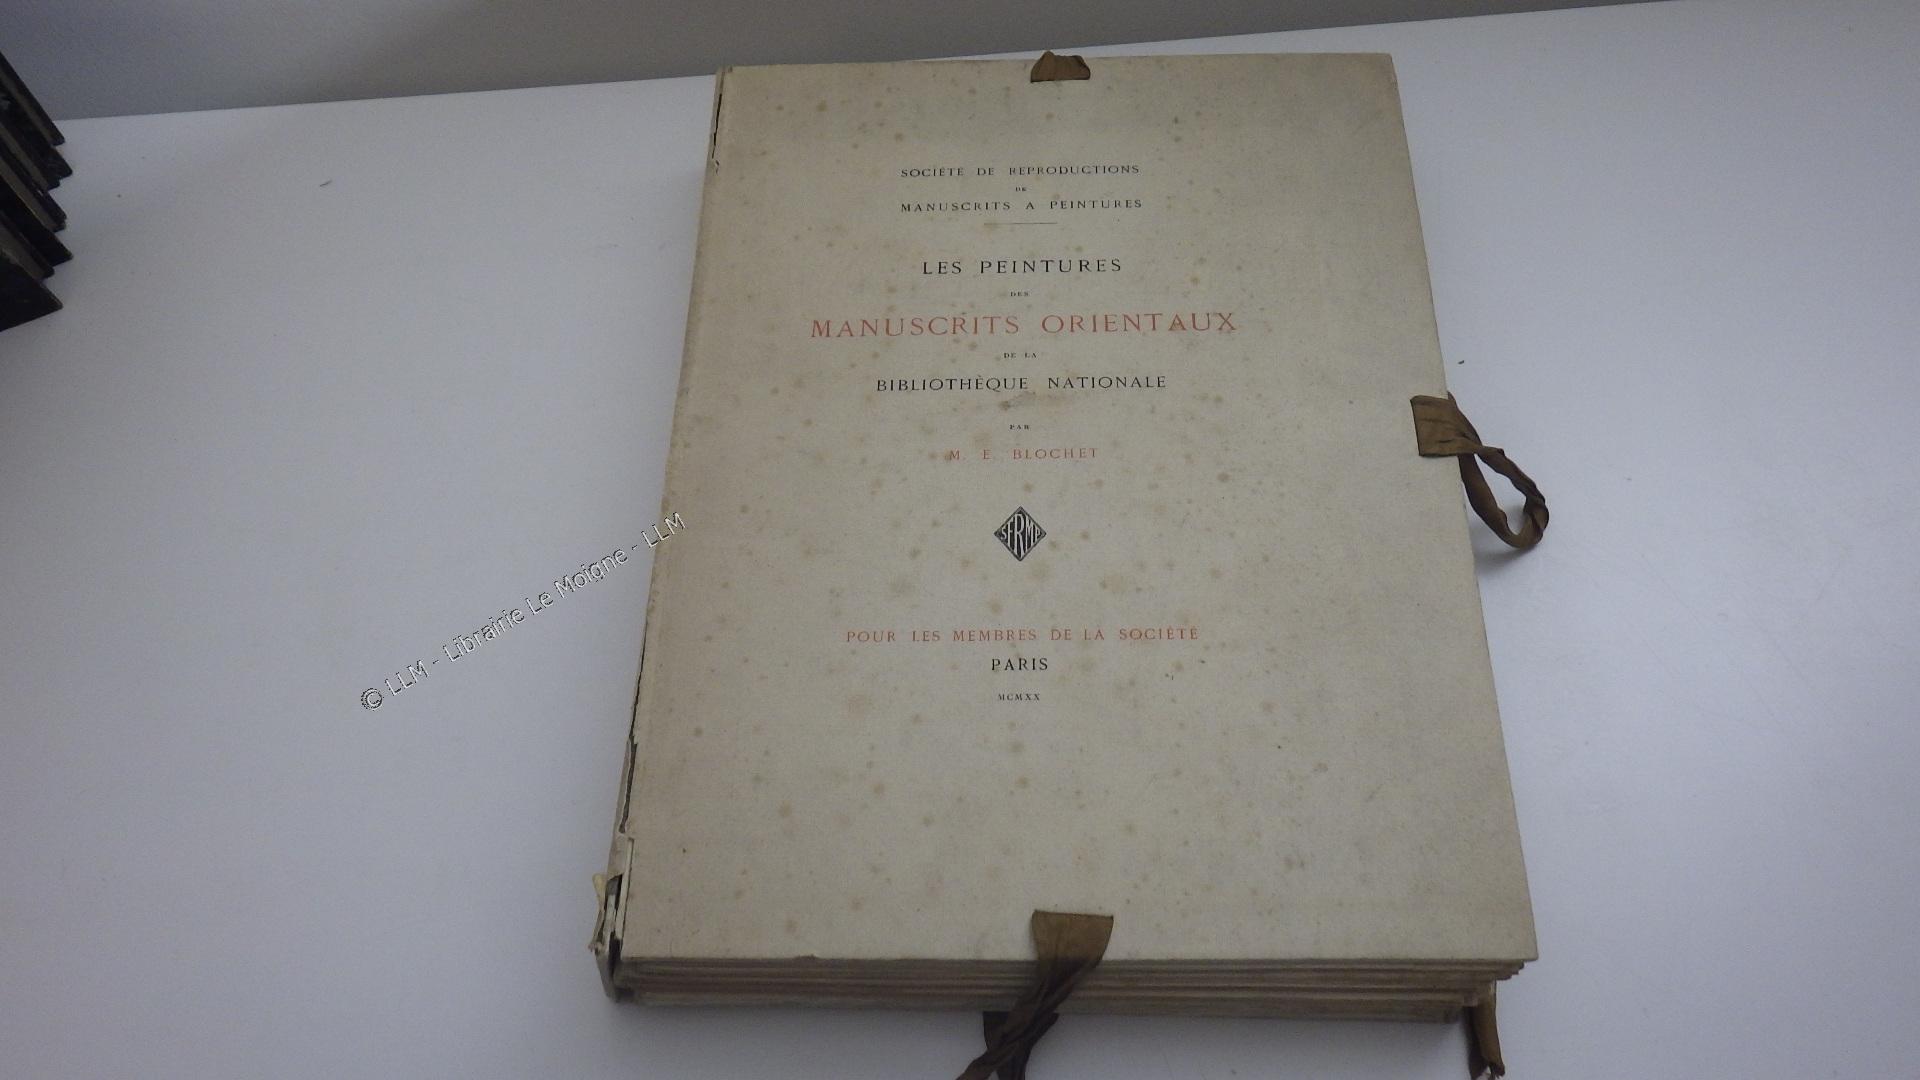 SOCIÉTÉ DE REPRODUCTIONS
DE
MANUSCRITS A PEINTURES
LES PEINTURES
DES
MANUSCRITS ORIENTAUX
DE LA
BIBLIOTHÈQUE NATIONALE
PAR
M. E. BLOCHET
SFRMP
POUR LES MEMBRES DE LA SOCIÉTÉ
PARIS
MCMXX
© LLM - Librairie Le Moigne - LLM